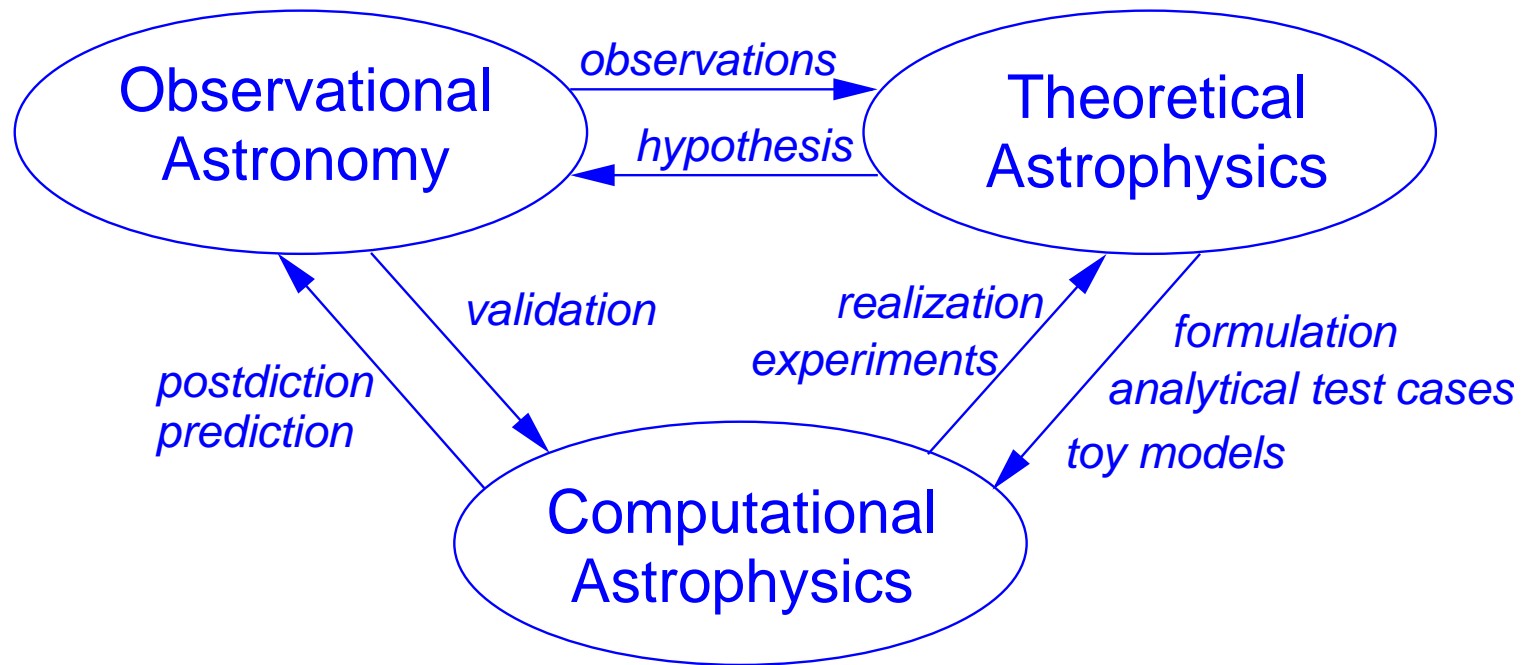 Observational
Astronomy
observations
hypothesis
Theoretical
Astrophysics
validation
postdiction
prediction
realization
experiments
formulation
analytical test cases
toy models
Computational
Astrophysics